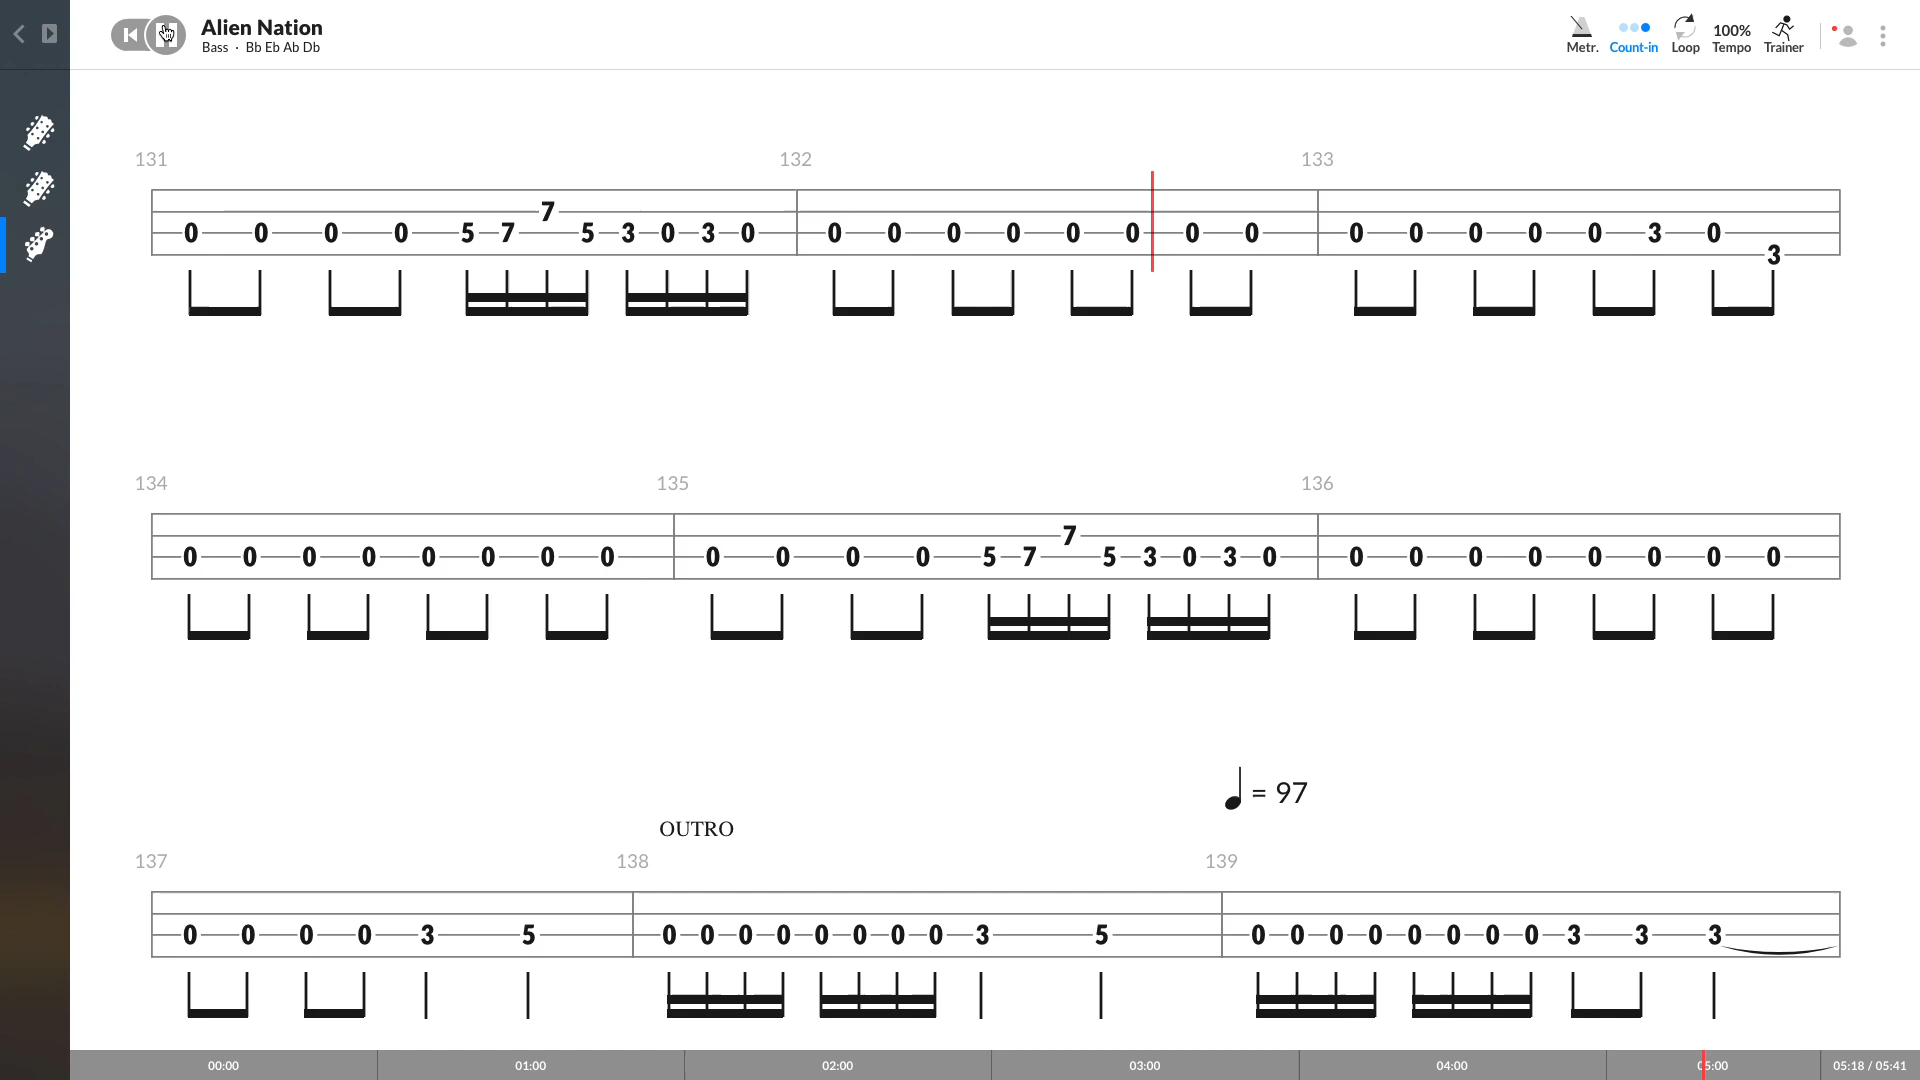 Alien Nation
Bass · Bb Eb Ab Db
Metr. Count-in Loop 100% Tempo Trainer
131 132 133
7
0 0 0 0 5 7 5 3 0 3 0 0 0 0 0 0 0 0 0 0 0 0 0 0 3 0
3
134 135 136
7
0 0 0 0 0 0 0 0 0 0 0 0 5 7 5 3 0 3 0 0 0 0 0 0 0 0 0
= 97
OUTRO
137 138 139
0 0 0 0 3 5 0 0 0 0 0 0 0 0 3 5 0 0 0 0 0 0 0 0 3 3 3
00:00 01:00 02:00 03:00 04:00 05:00 05:18 / 05:41